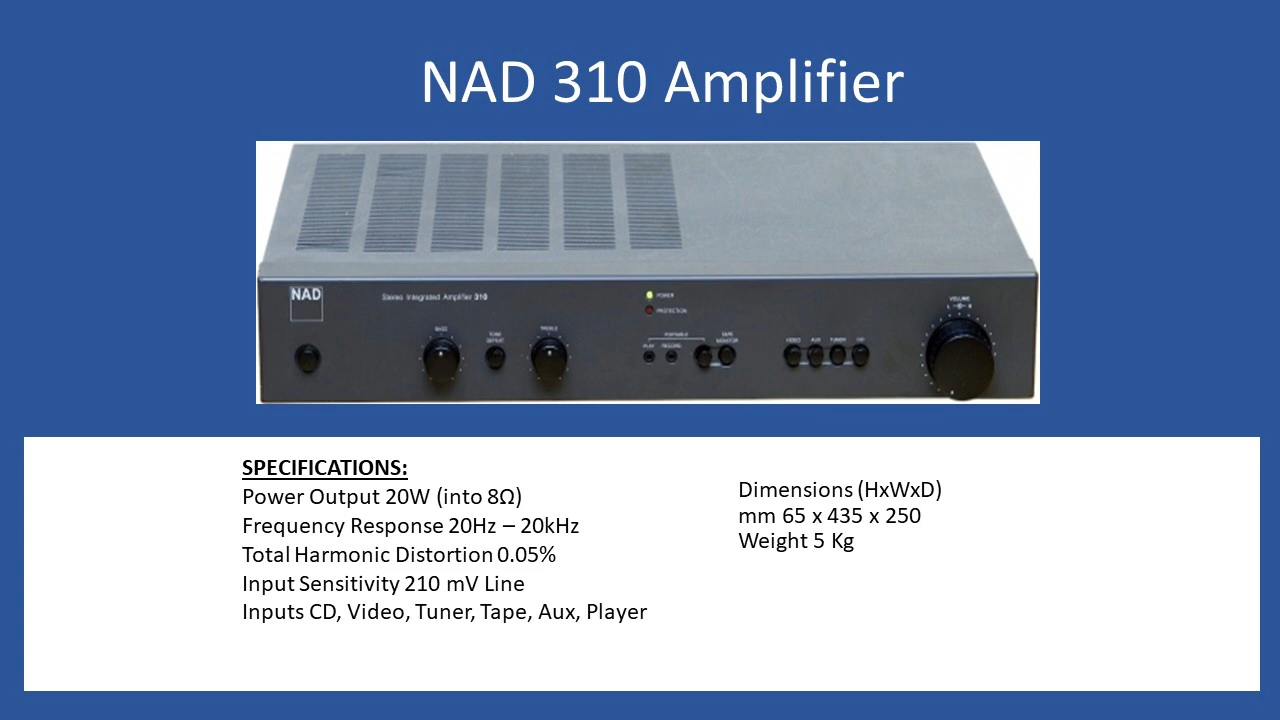 NAD 310 Amplifier
NAD
Stereo Integrated Amplifier 310
POWER
PROTECTION
VOLUME
BASS
TONE
DEFEAT
TREBLE
PORTABLE
PLAY
RECORD
TAPE
MONITOR
VIDEO
AUX
TUNER
SPECIFICATIONS:
Power Output 20W (into 8Ω)
Frequency Response 20Hz – 20kHz
Total Harmonic Distortion 0.05%
Input Sensitivity 210 mV Line
Inputs CD, Video, Tuner, Tape, Aux, Player
Dimensions (HxWxD)
mm 65 x 435 x 250
Weight 5 Kg